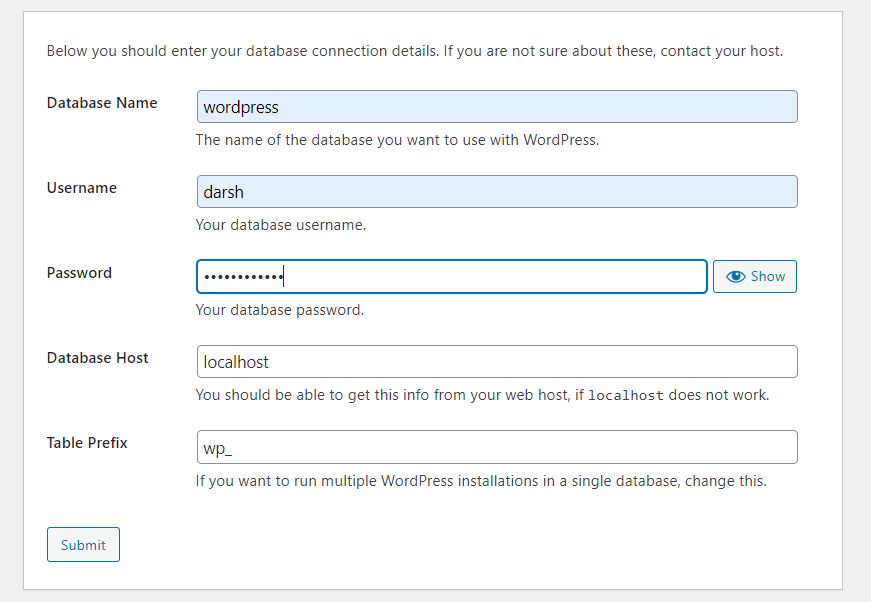 Below you should enter your database connection details. If you are not sure about these, contact your host.
Database Name
wordpress
The name of the database you want to use with WordPress.
Username
darsh
Your database username.
Password
••••••••••••
Show
Your database password.
Database Host
localhost
You should be able to get this info from your web host, if localhost does not work.
Table Prefix
wp_
If you want to run multiple WordPress installations in a single database, change this.
Submit